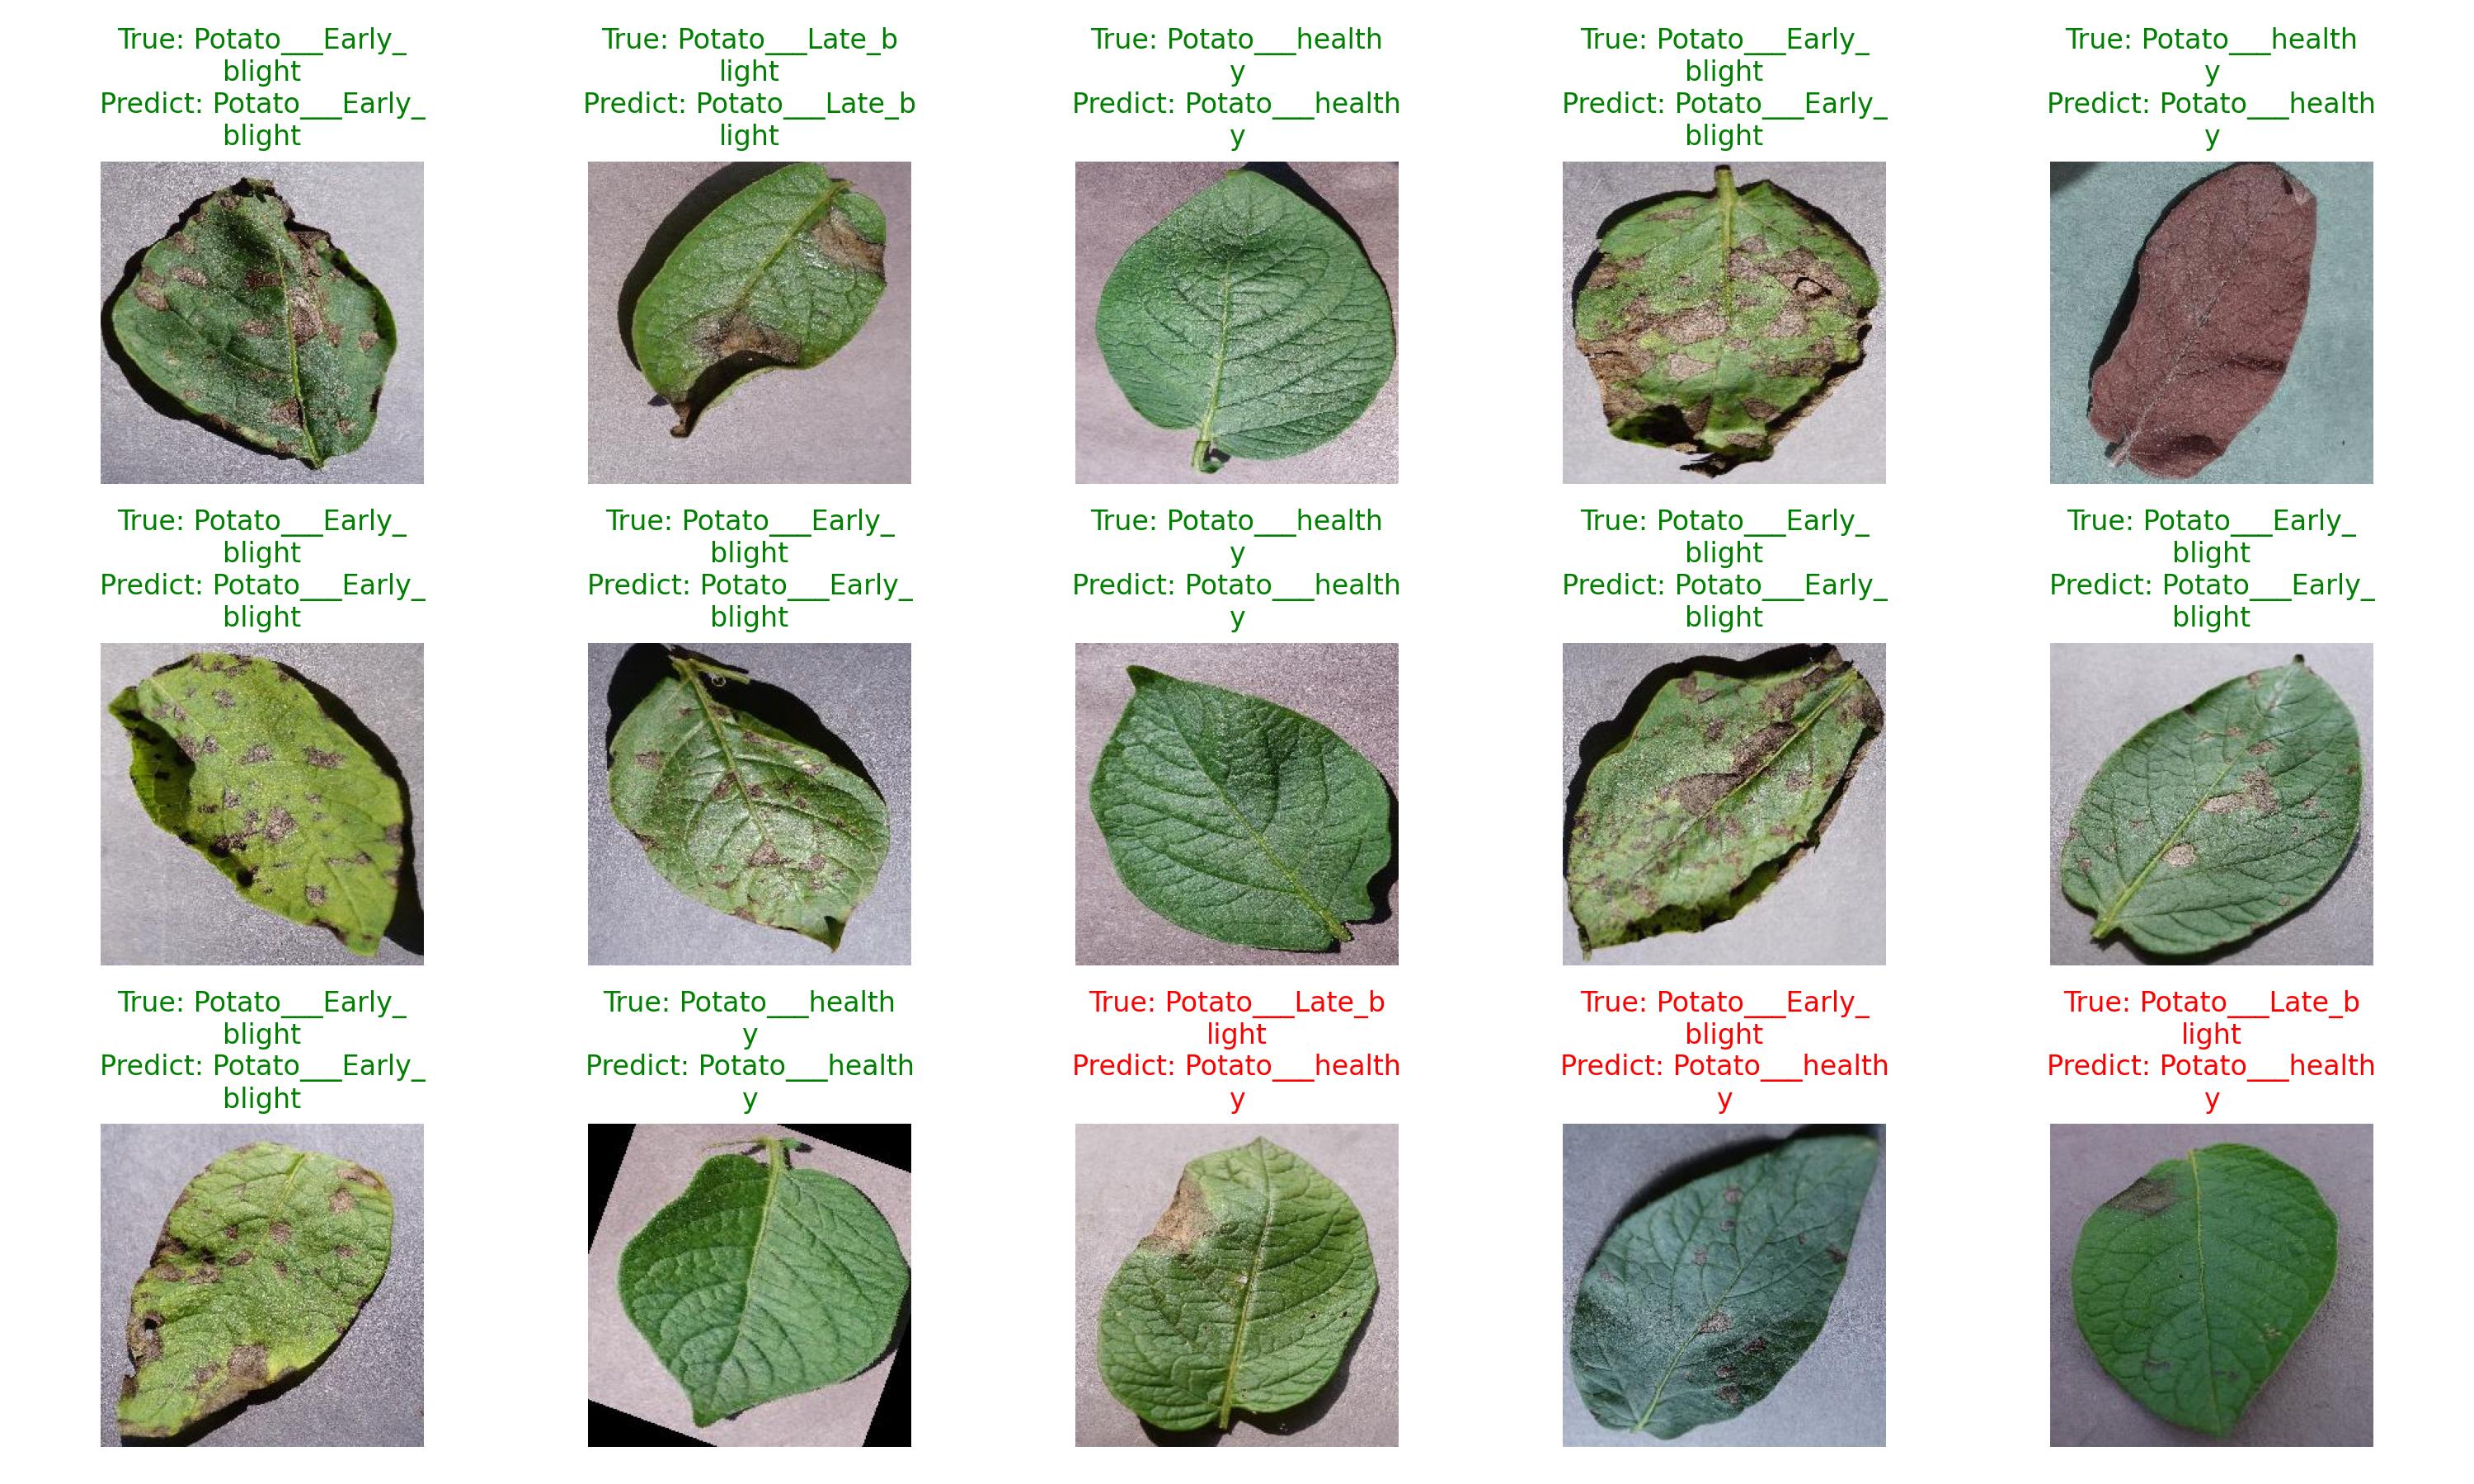 True: Potato___Early_
blight
Predict: Potato___Early_
blight
True: Potato___Late_b
light
Predict: Potato___Late_b
light
True: Potato___health
y
Predict: Potato___health
y
True: Potato___Early_
blight
Predict: Potato___Early_
blight
True: Potato___health
y
Predict: Potato___health
y
True: Potato___Early_
blight
Predict: Potato___Early_
blight
True: Potato___Early_
blight
Predict: Potato___Early_
blight
True: Potato___health
y
Predict: Potato___health
y
True: Potato___Early_
blight
Predict: Potato___Early_
blight
True: Potato___Early_
blight
Predict: Potato___Early_
blight
True: Potato___Early_
blight
Predict: Potato___Early_
blight
True: Potato___health
y
Predict: Potato___health
y
True: Potato___Late_b
light
Predict: Potato___health
y
True: Potato___Early_
blight
Predict: Potato___health
y
True: Potato___Late_b
light
Predict: Potato___health
y